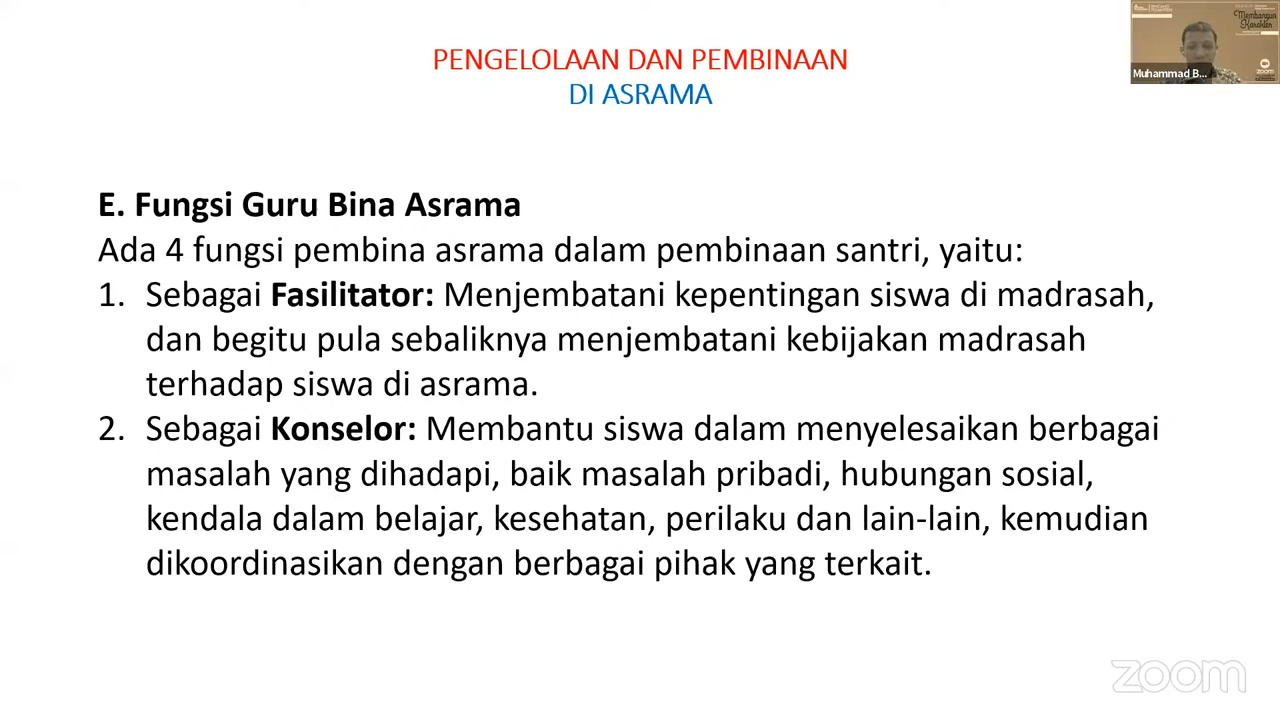 PENGELOLAAN DAN PEMBINAAN
DI ASRAMA
Membangun
Karakter
zoom
Muhammad B...
E. Fungsi Guru Bina Asrama
Ada 4 fungsi pembina asrama dalam pembinaan santri, yaitu:
1. Sebagai Fasilitator: Menjembatani kepentingan siswa di madrasah,
dan begitu pula sebaliknya menjembatani kebijakan madrasah
terhadap siswa di asrama.
2. Sebagai Konselor: Membantu siswa dalam menyelesaikan berbagai
masalah yang dihadapi, baik masalah pribadi, hubungan sosial,
kendala dalam belajar, kesehatan, perilaku dan lain-lain, kemudian
dikoordinasikan dengan berbagai pihak yang terkait.
zoom